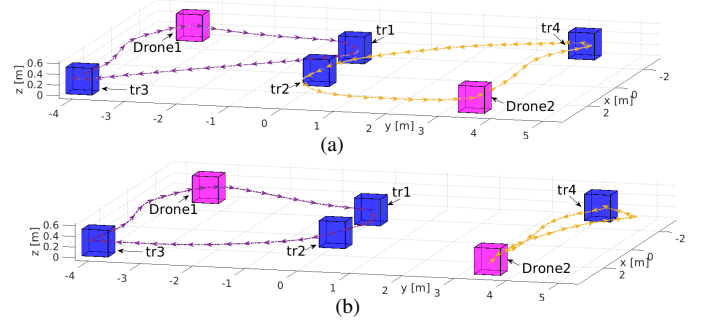 tr1
tr4
Drone1
-2
0.6
0.4
0.2
0
z [m]
tr3
tr2
Drone2
0
x [m]
2
-4
-3
-2
-1
0
1
2
y [m]
3
4
5
(a)
tr1
tr4
Drone1
-2
0.6
0.4
0.2
0
z [m]
tr3
tr2
Drone2
0
x [m]
2
-4
-3
-2
-1
0
1
2
y [m]
3
4
5
(b)